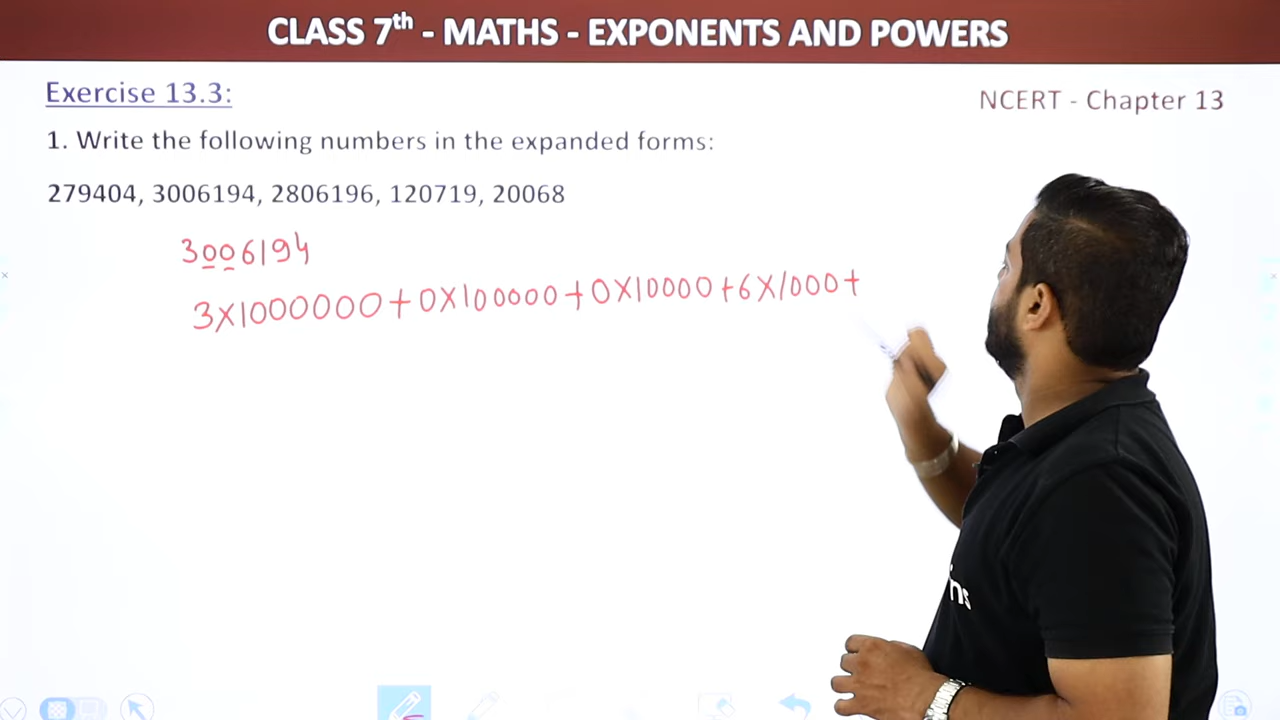 CLASS 7th - MATHS - EXPONENTS AND POWERS
Exercise 13.3:
NCERT - Chapter 13
1. Write the following numbers in the expanded forms:
279404, 3006194, 2806196, 120719, 20068
3006194
3×1000000+0×100000+0×10000+6×1000+